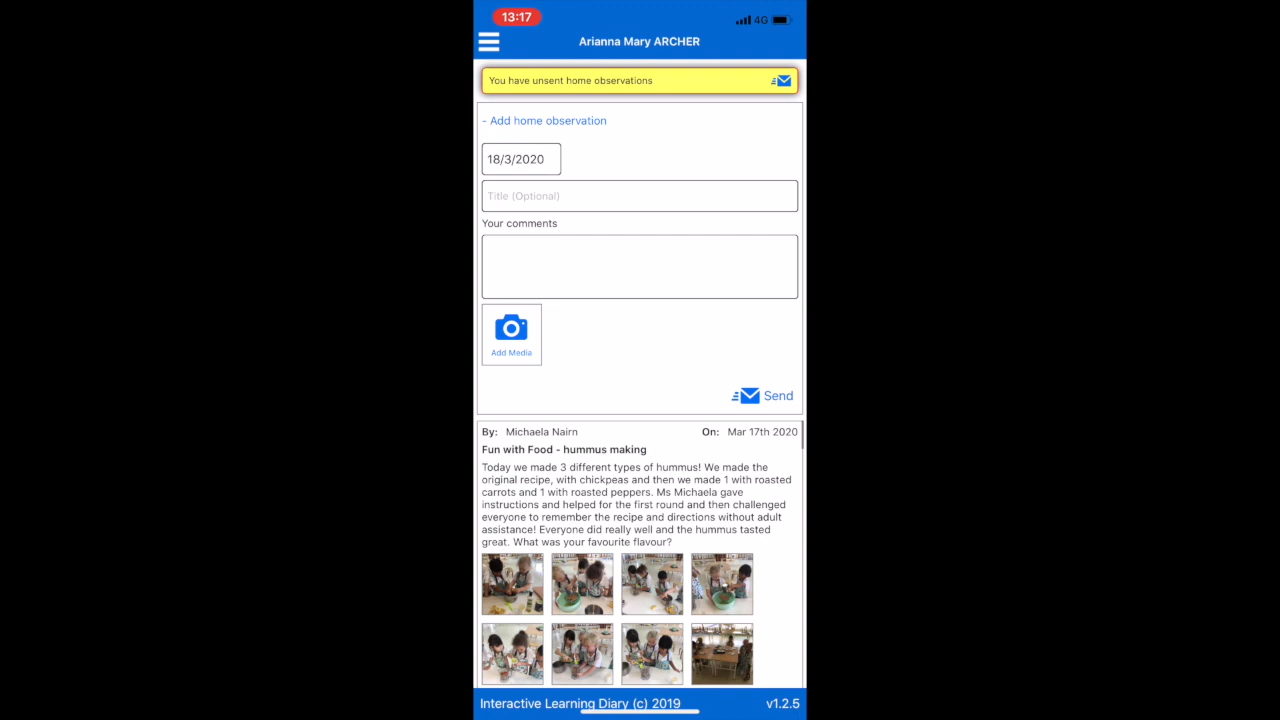 13:17
4G
Arianna Mary ARCHER
You have unsent home observations
- Add home observation
18/3/2020
Title (Optional)
Your comments
Add Media
Send
By: Michaela Nairn On: Mar 17th 2020
Fun with Food - hummus making
Today we made 3 different types of hummus! We made the
original recipe, with chickpeas and then we made 1 with roasted
carrots and 1 with roasted peppers. Ms Michaela gave
instructions and helped for the first round and then challenged
everyone to remember the recipe and directions without adult
assistance! Everyone did really well and the hummus tasted
great. What was your favourite flavour?
Interactive Learning Diary (c) 2019 v1.2.5